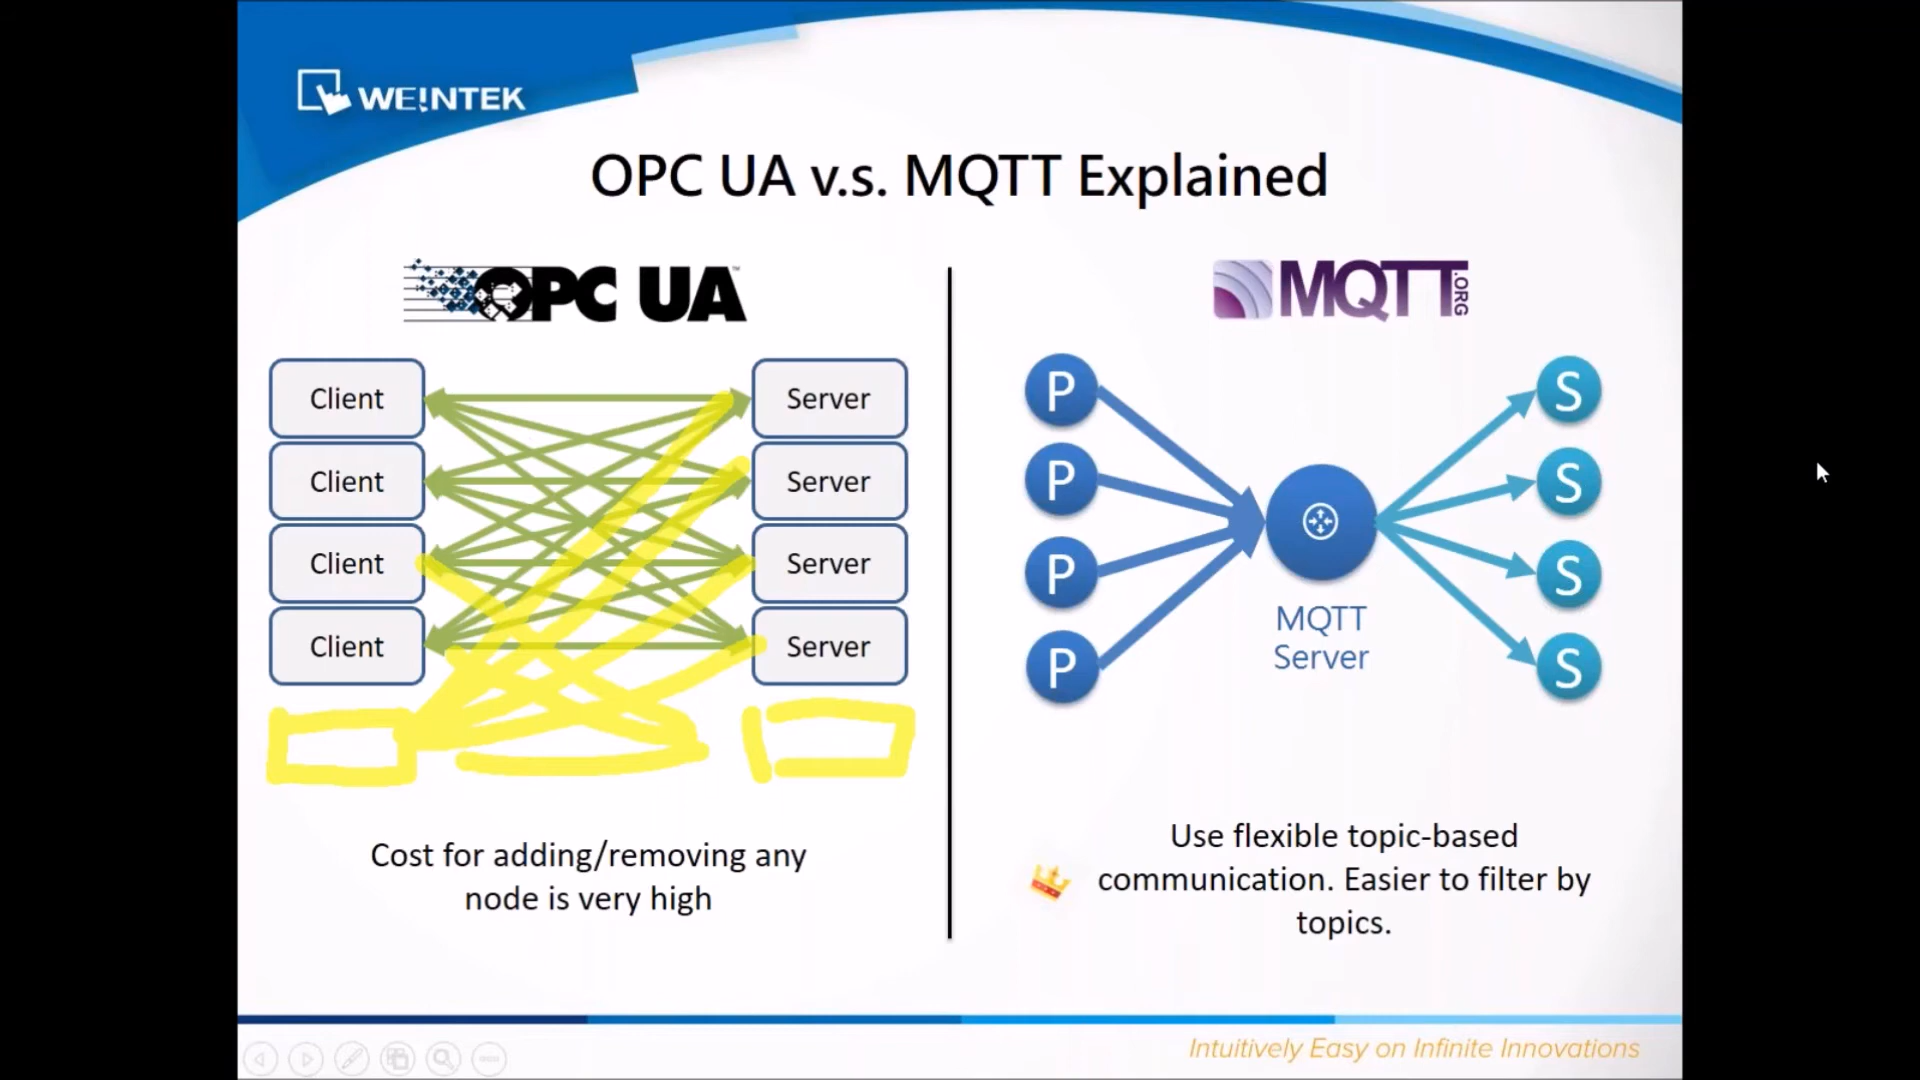 WE!NTEK
OPC UA v.s. MQTT Explained
OPC UA™
MQTT.ORG
Client
Client
Client
Client
Server
Server
Server
Server
Cost for adding/removing any
node is very high
P
P
P
P
MQTT
Server
S
S
S
S
Use flexible topic-based
communication. Easier to filter by
topics.
Intuitively Easy on Infinite Innovations